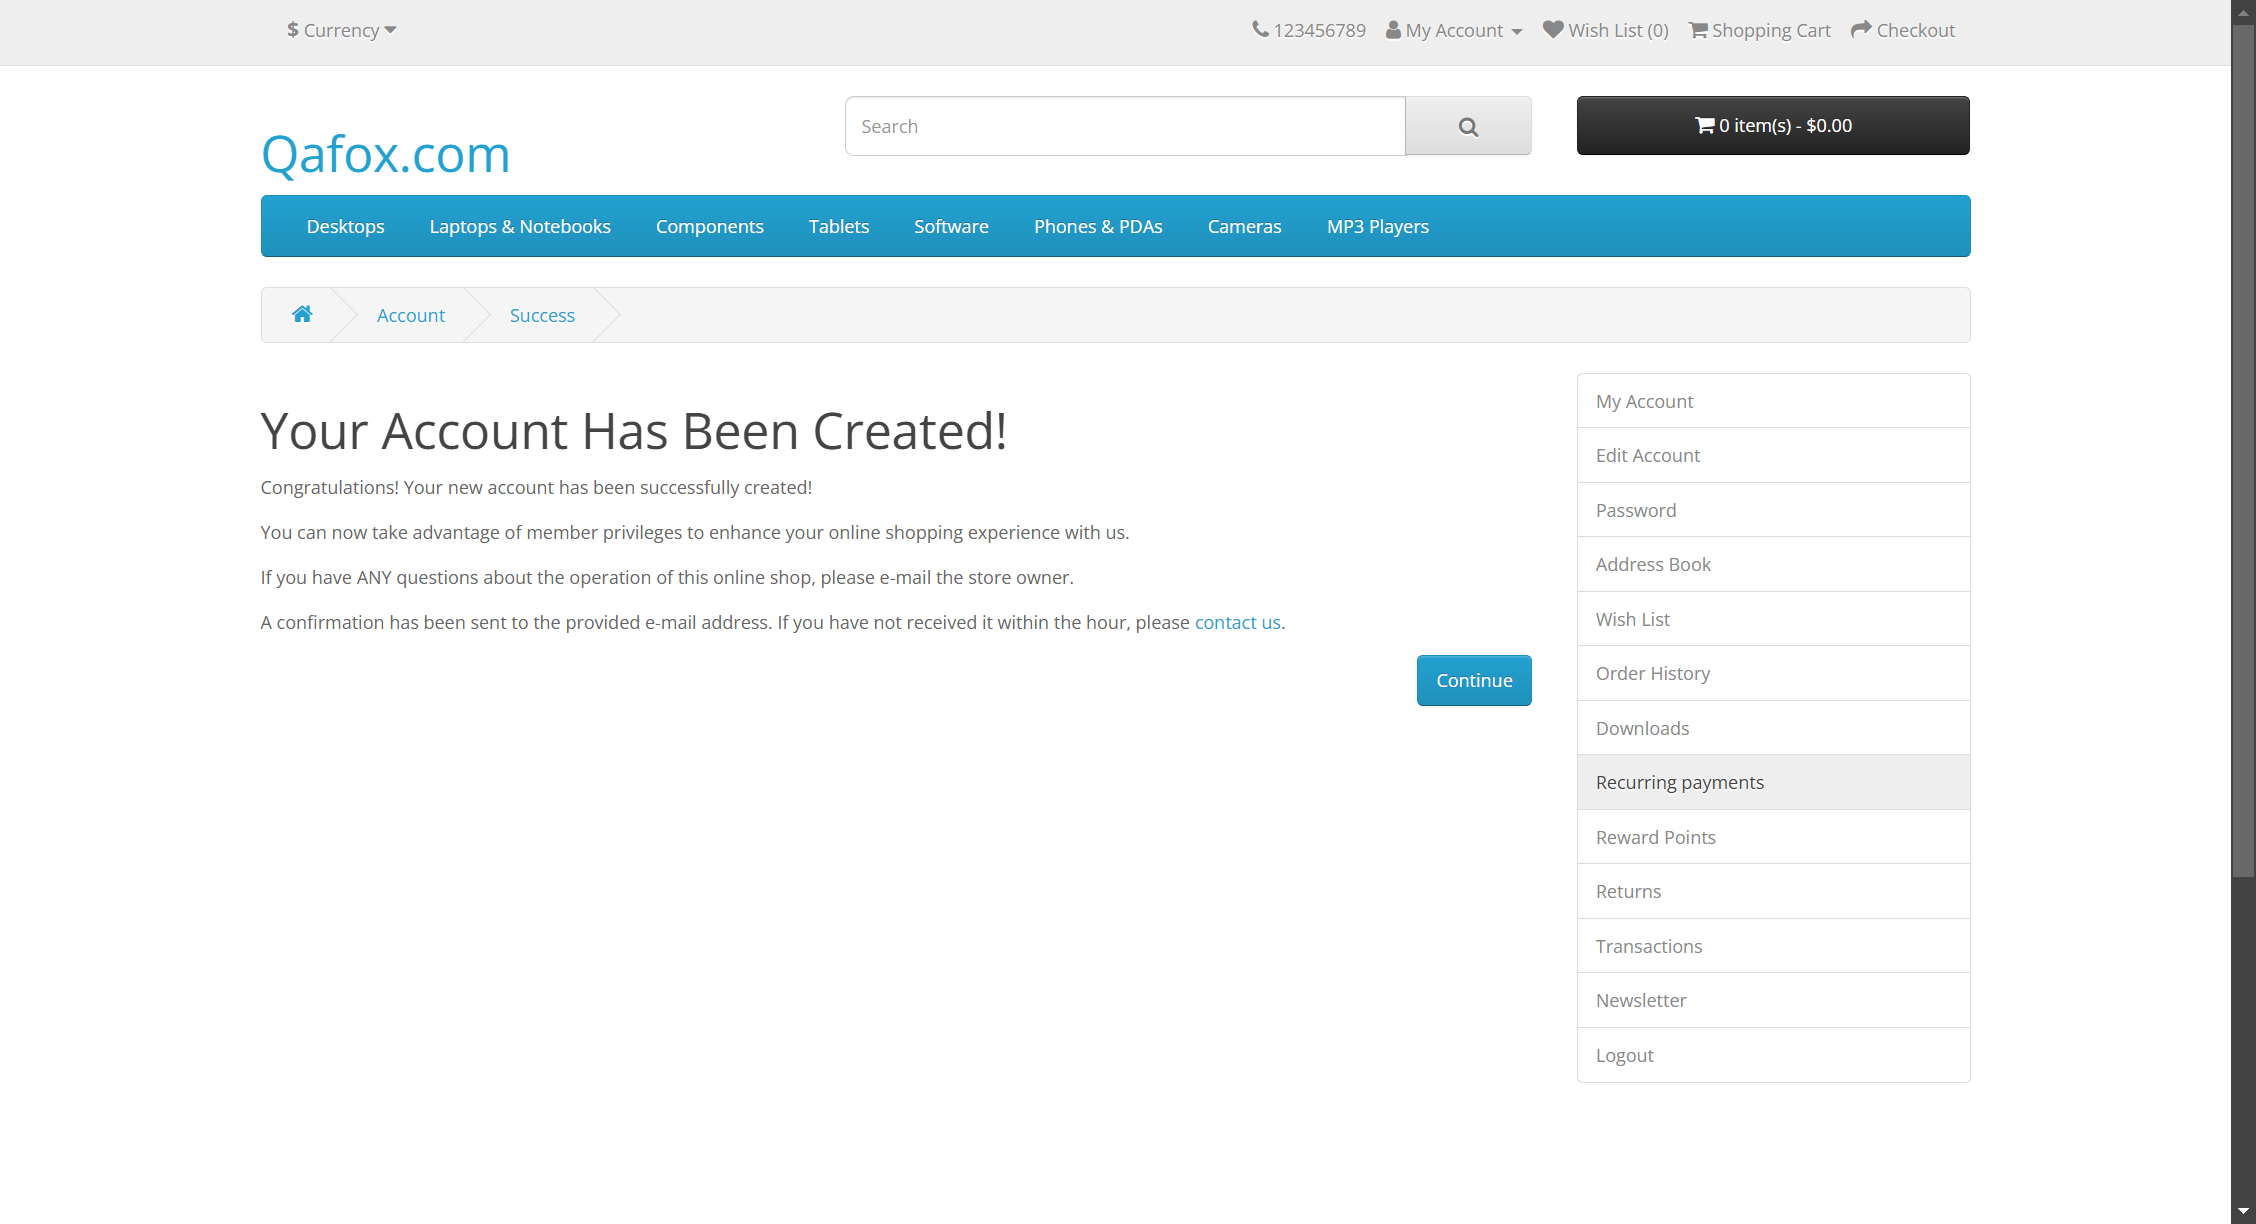 $ Currency
123456789 My Account Wish List (0) Shopping Cart Checkout
Qafox.com
Search
0 item(s) - $0.00
Desktops Laptops & Notebooks Components Tablets Software Phones & PDAs Cameras MP3 Players
Account Success
Your Account Has Been Created!
Congratulations! Your new account has been successfully created!
You can now take advantage of member privileges to enhance your online shopping experience with us.
If you have ANY questions about the operation of this online shop, please e-mail the store owner.
A confirmation has been sent to the provided e-mail address. If you have not received it within the hour, please contact us.
Continue
My Account
Edit Account
Password
Address Book
Wish List
Order History
Downloads
Recurring payments
Reward Points
Returns
Transactions
Newsletter
Logout